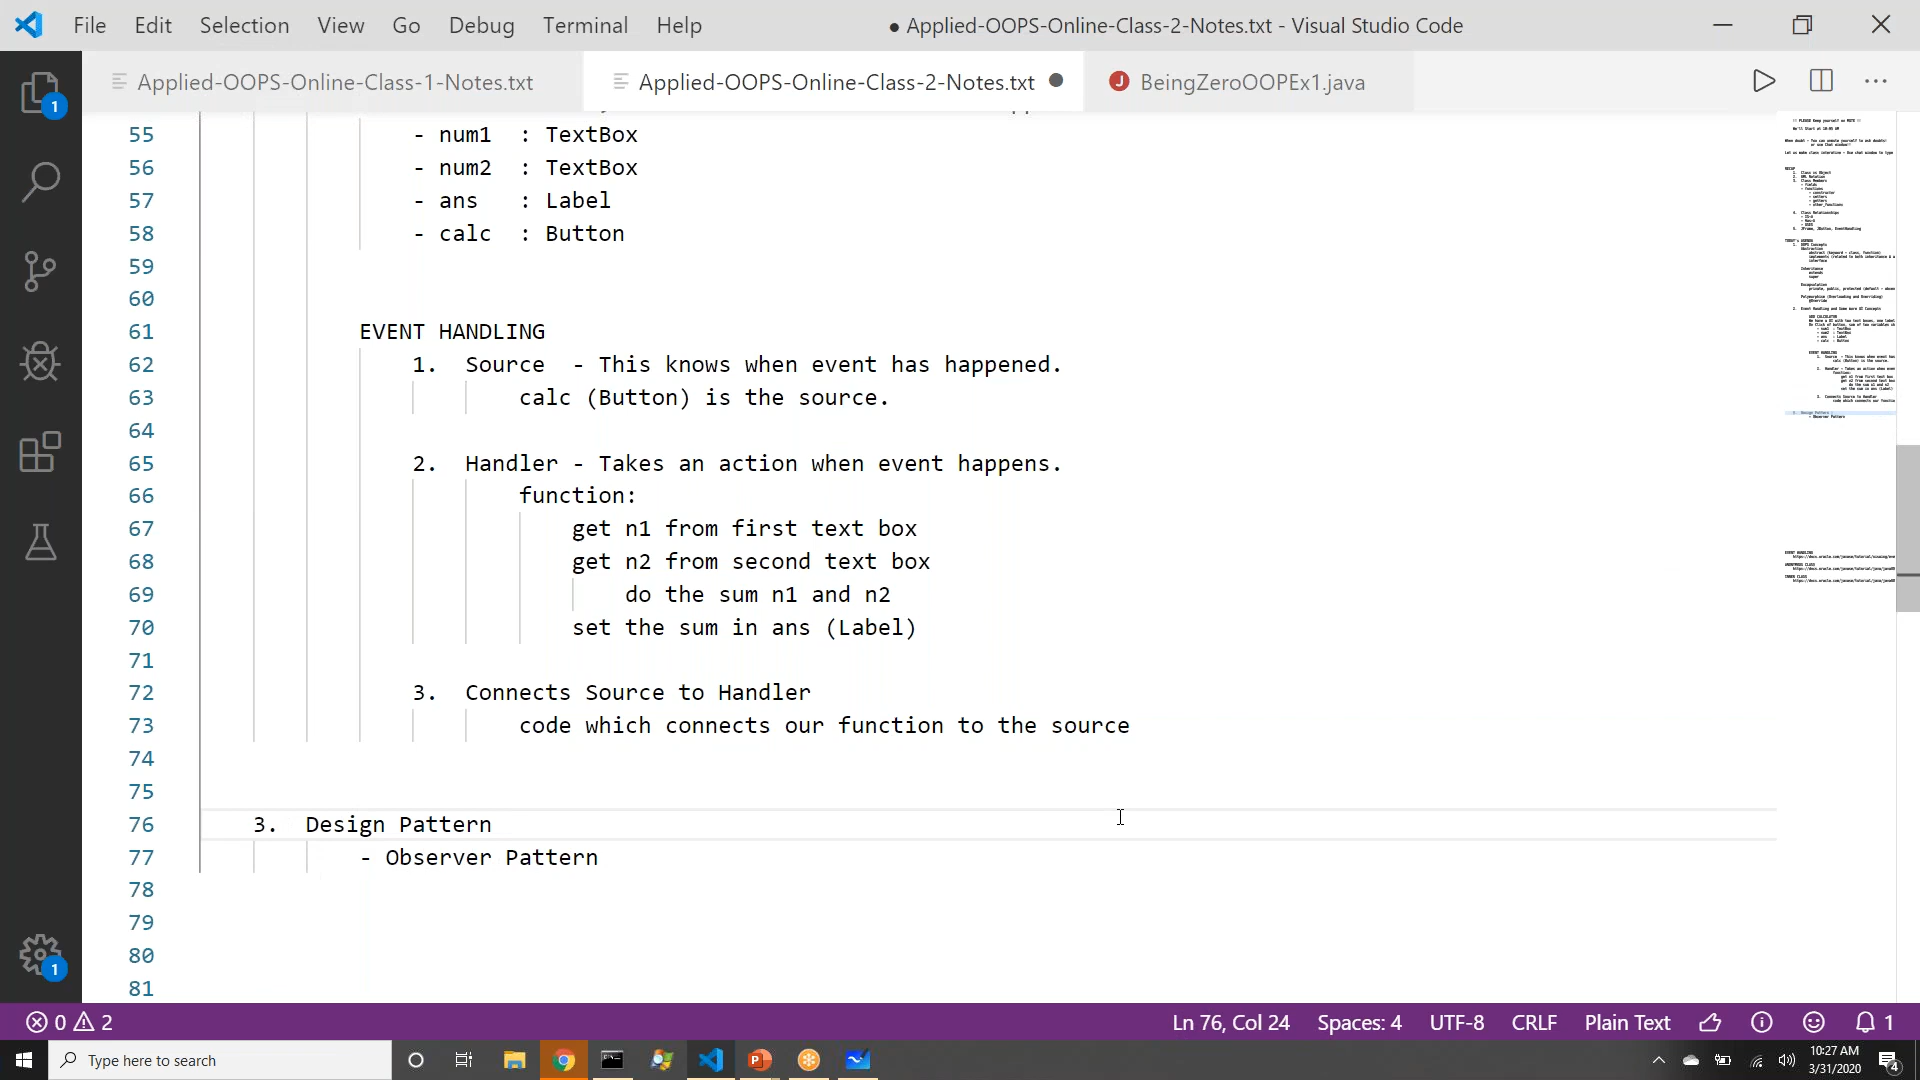 File Edit Selection View Go Debug Terminal Help ● Applied-OOPS-Online-Class-2-Notes.txt - Visual Studio Code
Applied-OOPS-Online-Class-1-Notes.txt Applied-OOPS-Online-Class-2-Notes.txt ● J BeingZeroOOPEx1.java
1
55 - num1 : TextBox
56 - num2 : TextBox
57 - ans : Label
58 - calc : Button
59
60
61 EVENT HANDLING
62 1. Source - This knows when event has happened.
63 calc (Button) is the source.
64
65 2. Handler - Takes an action when event happens.
66 function:
67 get n1 from first text box
68 get n2 from second text box
69 do the sum n1 and n2
70 set the sum in ans (Label)
71
72 3. Connects Source to Handler
73 code which connects our function to the source
74
75
76 3. Design Pattern
77 - Observer Pattern
78
79
80
81
1
0 2 Ln 76, Col 24 Spaces: 4 UTF-8 CRLF Plain Text 1
Type here to search 10:27 AM
3/31/2020 4